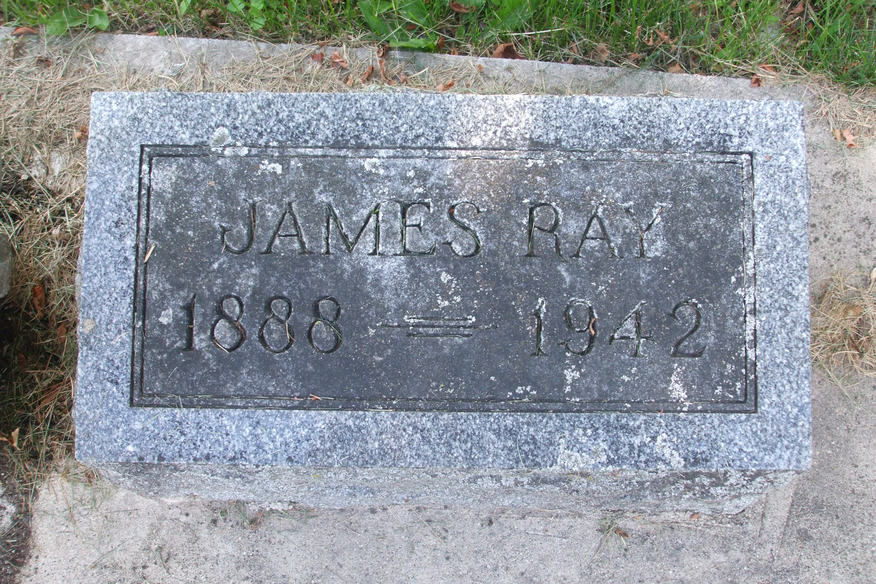 JAMES RAY
1888 = 1942